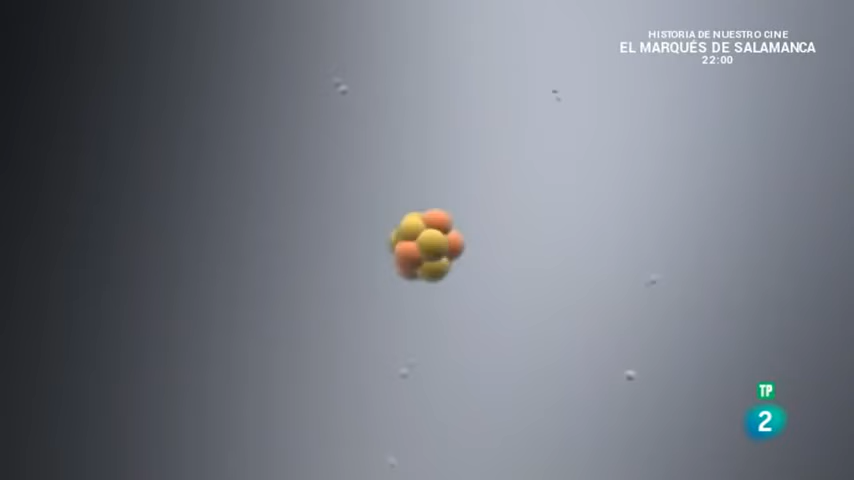 HISTORIA DE NUESTRO CINE
EL MARQUÉS DE SALAMANCA
22:00
TP
2